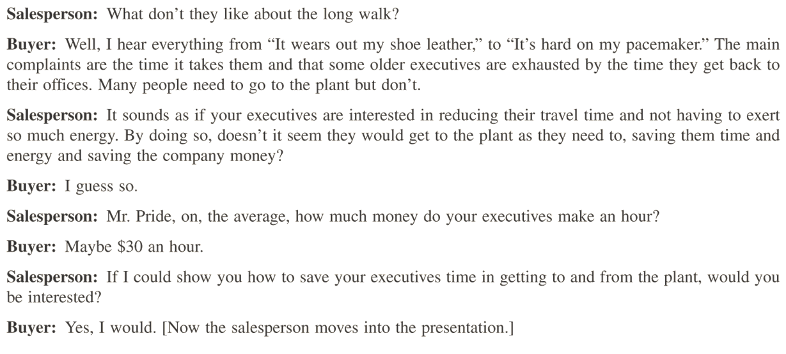 Salesperson: What don’t they like about the long walk?
Buyer: Well, I hear everything from “It wears out my shoe leather,” to “It’s hard on my pacemaker.” The main
complaints are the time it takes them and that some older executives are exhausted by the time they get back to
their offices. Many people need to go to the plant but don’t.
Salesperson: It sounds as if your executives are interested in reducing their travel time and not having to exert
so much energy. By doing so, doesn’t it seem they would get to the plant as they need to, saving them time and
energy and saving the company money?
Buyer: I guess so.
Salesperson: Mr. Pride, on, the average, how much money do your executives make an hour?
Buyer: Maybe $30 an hour.
Salesperson: If I could show you how to save your executives time in getting to and from the plant, would you
be interested?
Buyer: Yes, I would. [Now the salesperson moves into the presentation.]